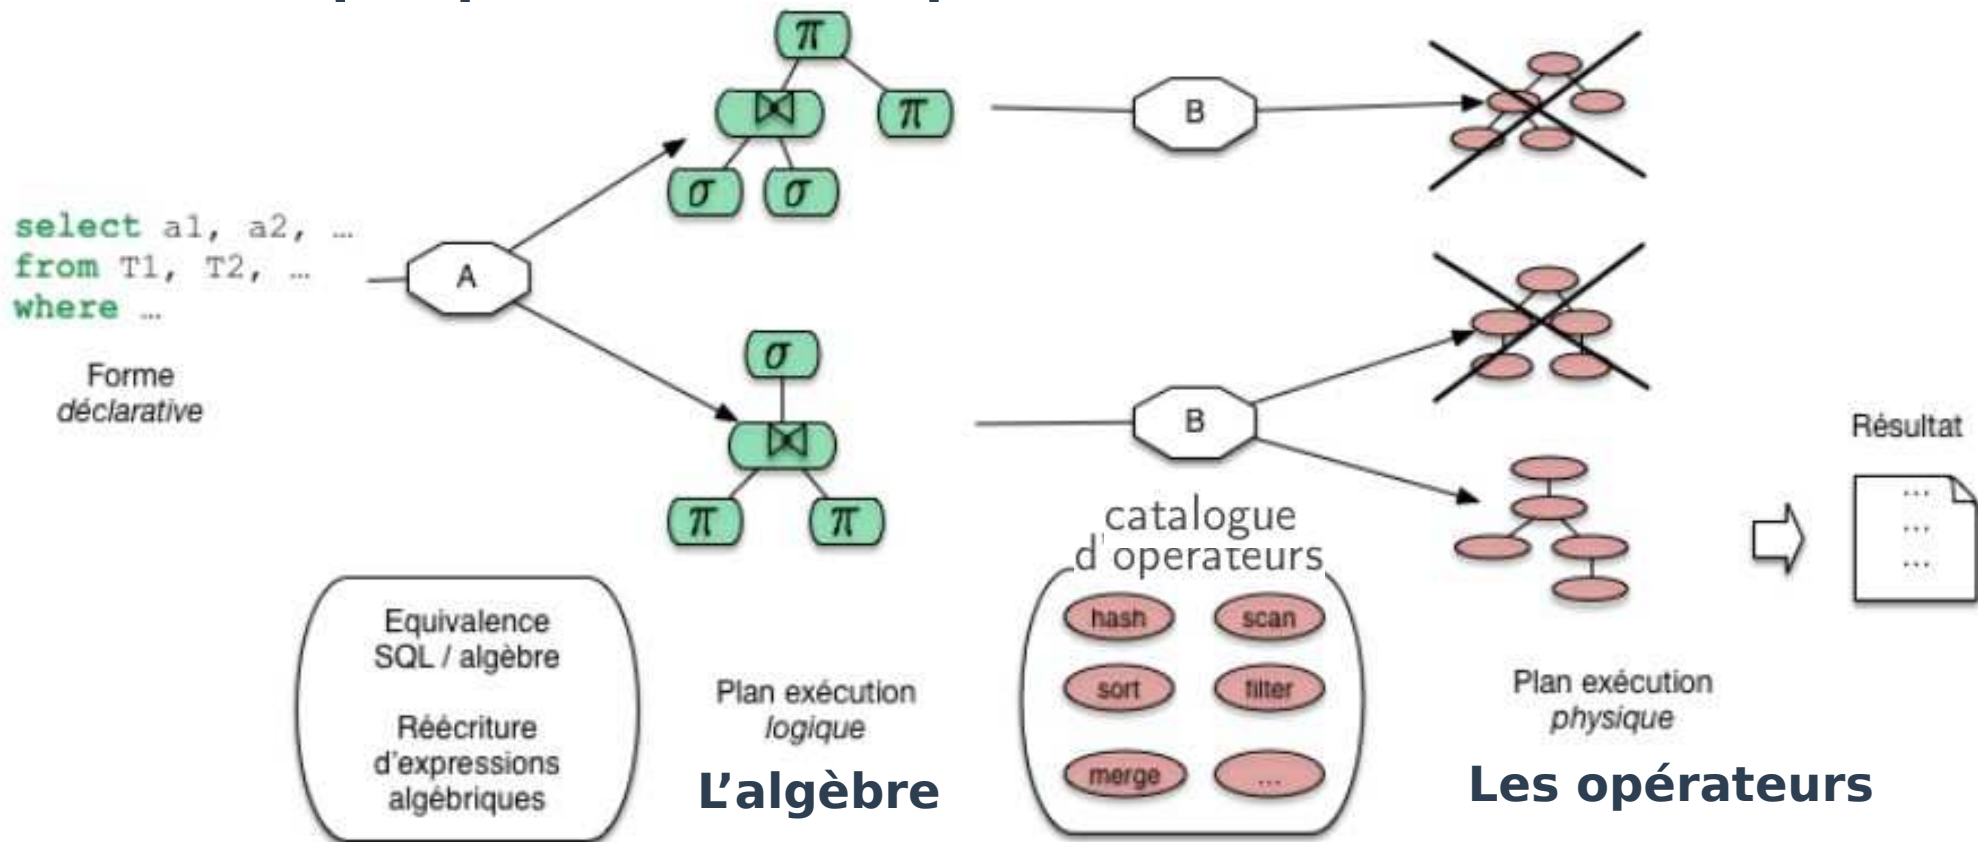 π
⋈
π
B
σ
σ
select a1, a2, …
from T1, T2, …
where …
A
Forme
déclarative
σ
⋈
π
π
B
Résultat
...
...
...
catalogue
d'operateurs
hash
scan
sort
filter
merge
...
Equivalence
SQL / algèbre
Réécriture
d'expressions
algébriques
Plan exécution
logique
L’algèbre
Plan exécution
physique
Les opérateurs